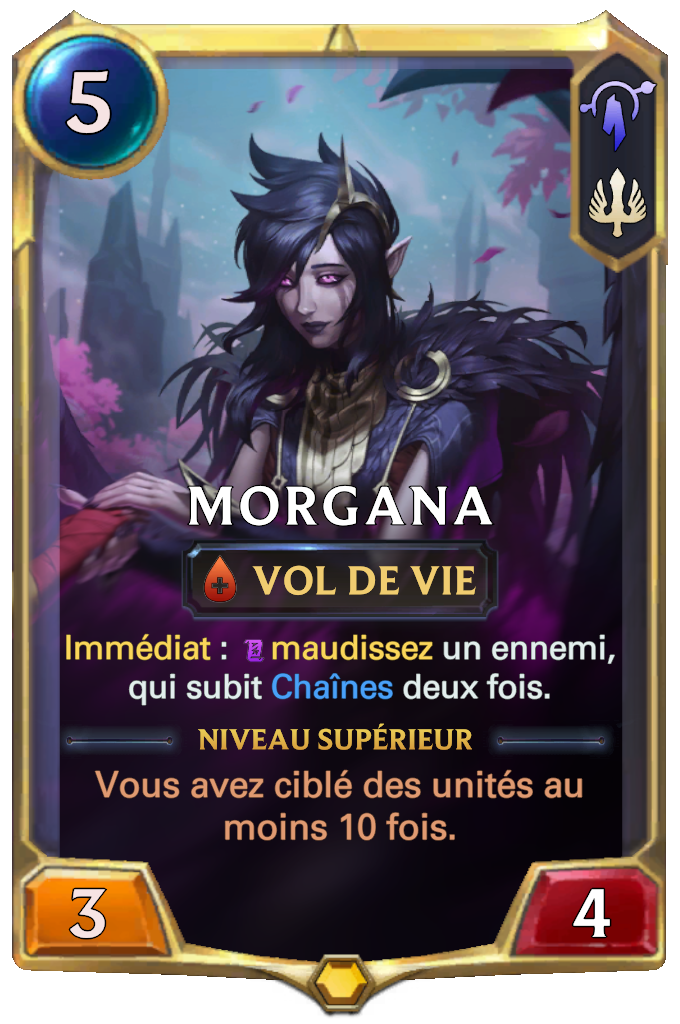 5
MORGANA
VOL DE VIE
Immédiat : maudissez un ennemi,
qui subit Chaînes deux fois.
NIVEAU SUPÉRIEUR
Vous avez ciblé des unités au
moins 10 fois.
3
4